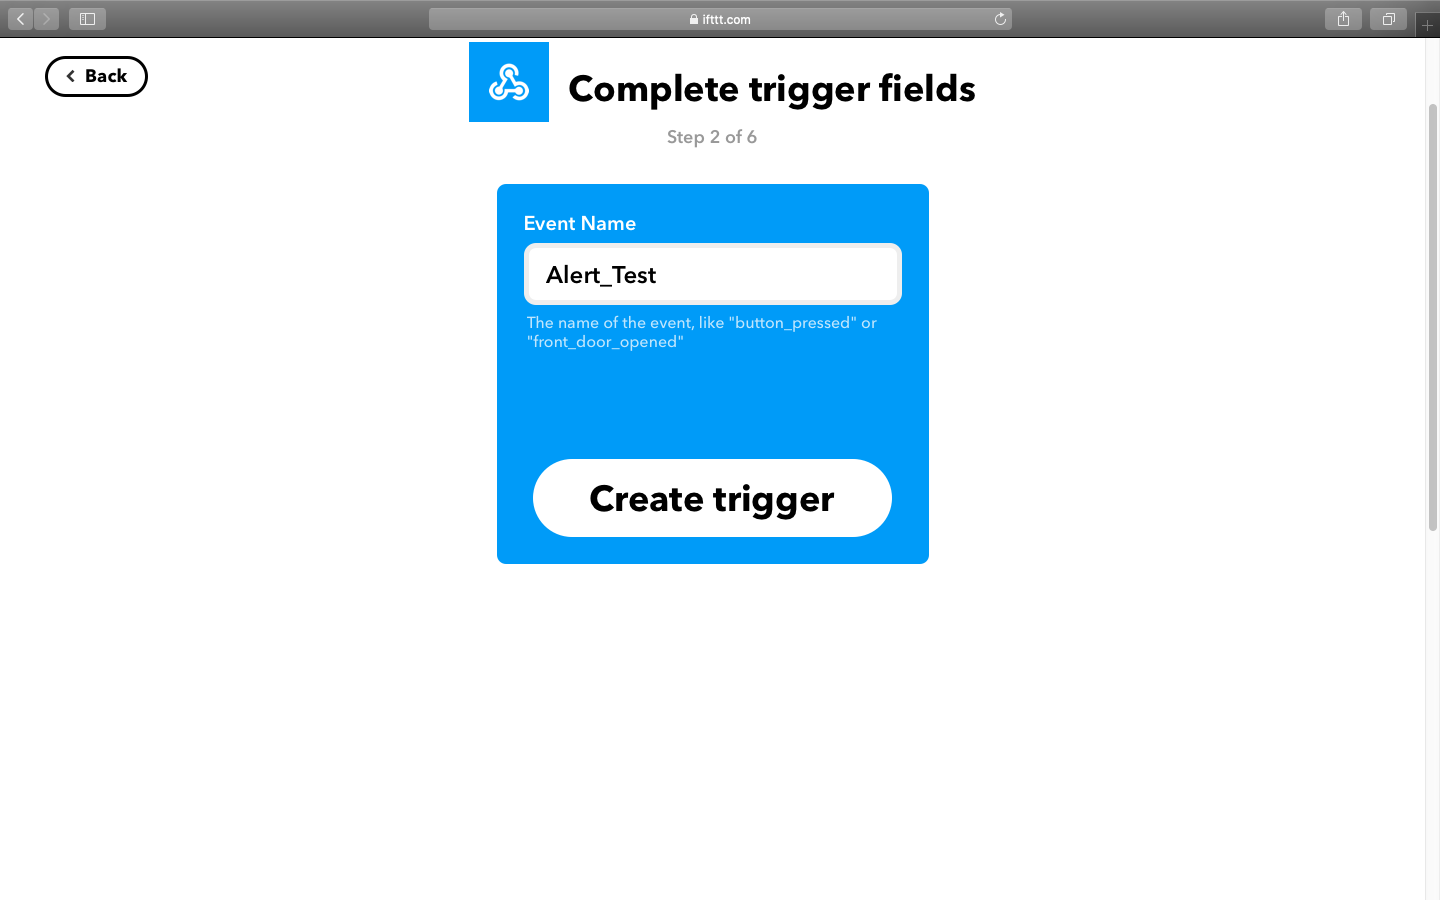 ifttt.com
Back
Complete trigger fields
Step 2 of 6
Event Name
Alert_Test
The name of the event, like "button_pressed" or
"front_door_opened"
Create trigger